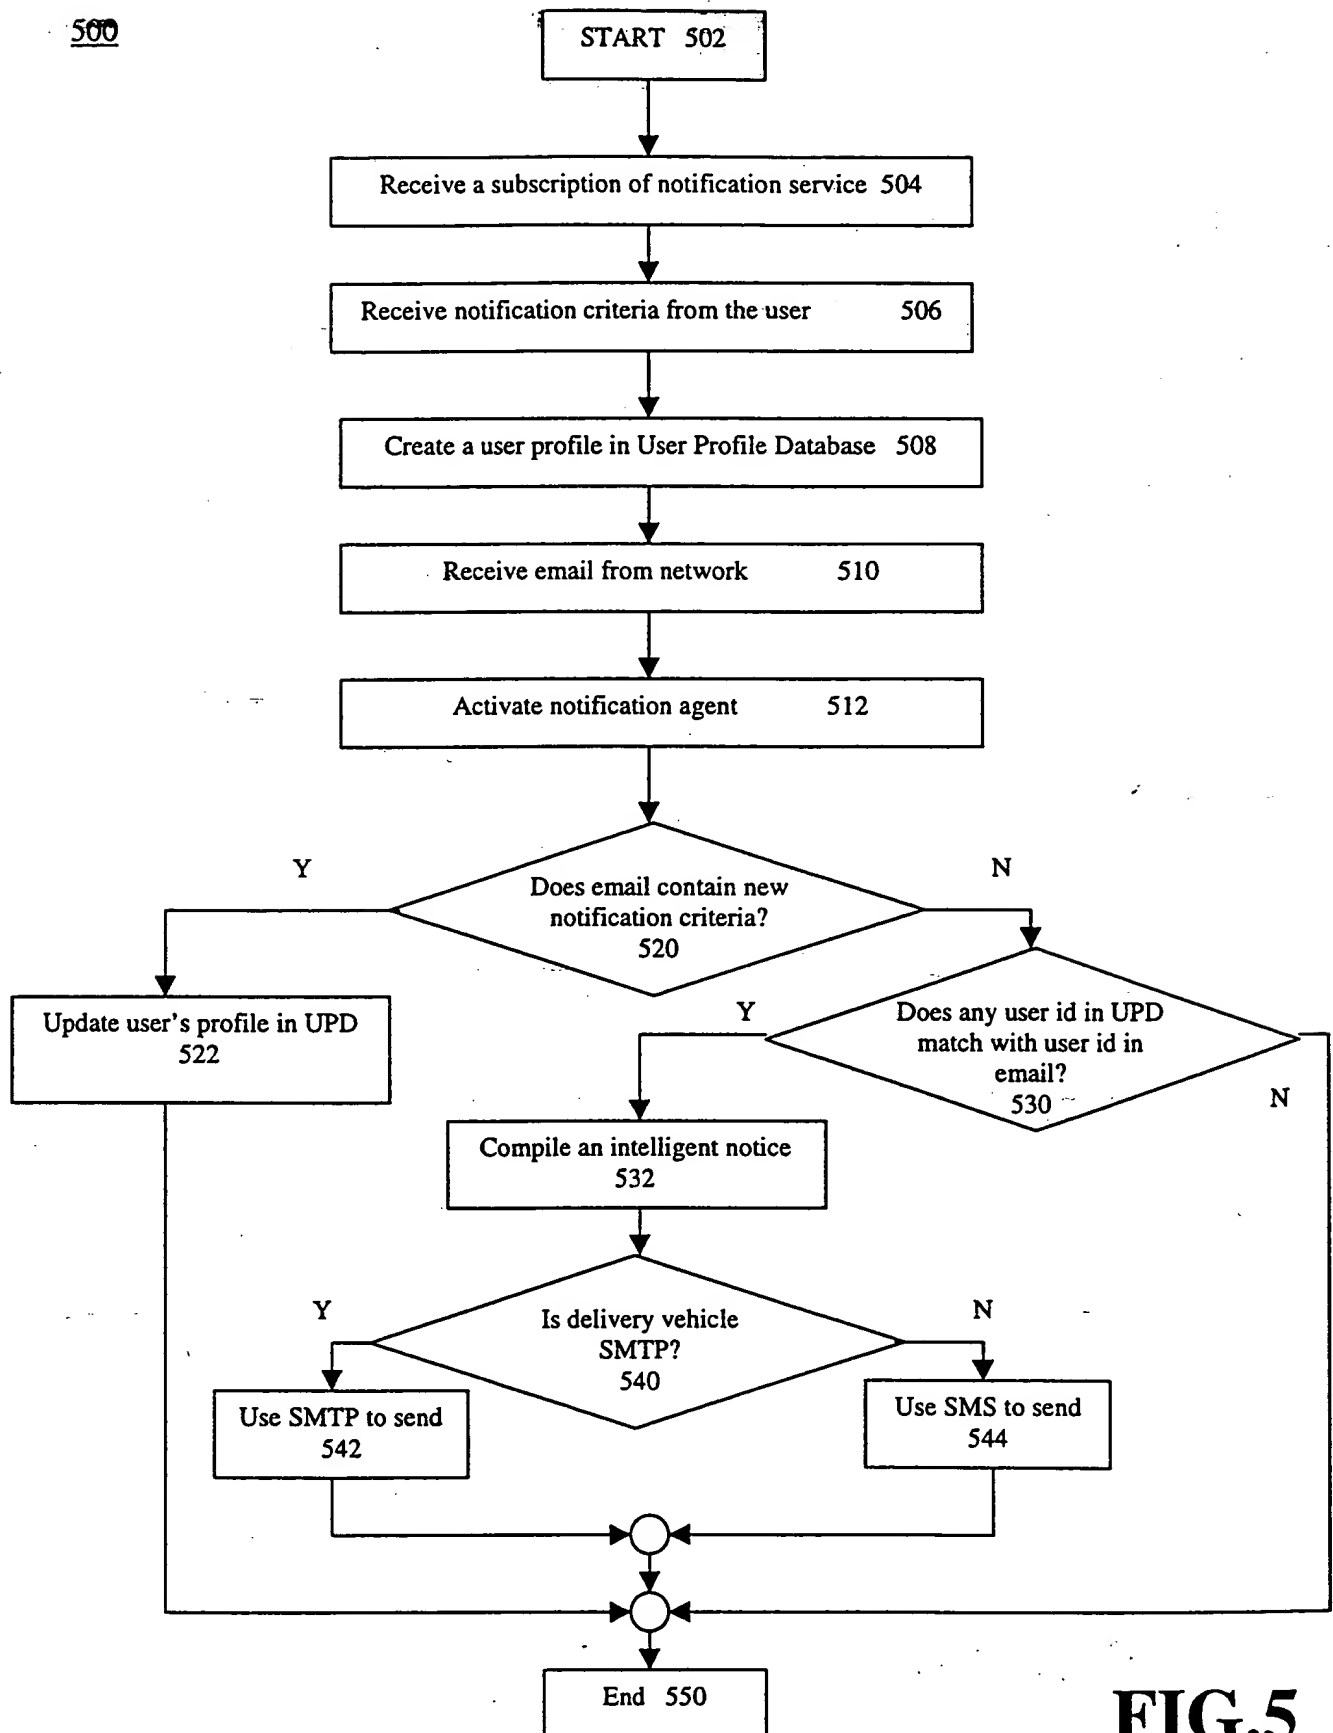 500
START 502
Receive a subscription of notification service 504
Receive notification criteria from the user 506
Create a user profile in User Profile Database 508
Receive email from network 510
Activate notification agent 512
Y
N
Does email contain new
notification criteria?
520
Update user's profile in UPD
522
Y
Does any user id in UPD
match with user id in
email?
530
N
Compile an intelligent notice
532
Y
N
Is delivery vehicle
SMTP?
540
Use SMTP to send
542
Use SMS to send
544
End 550
FIG.5